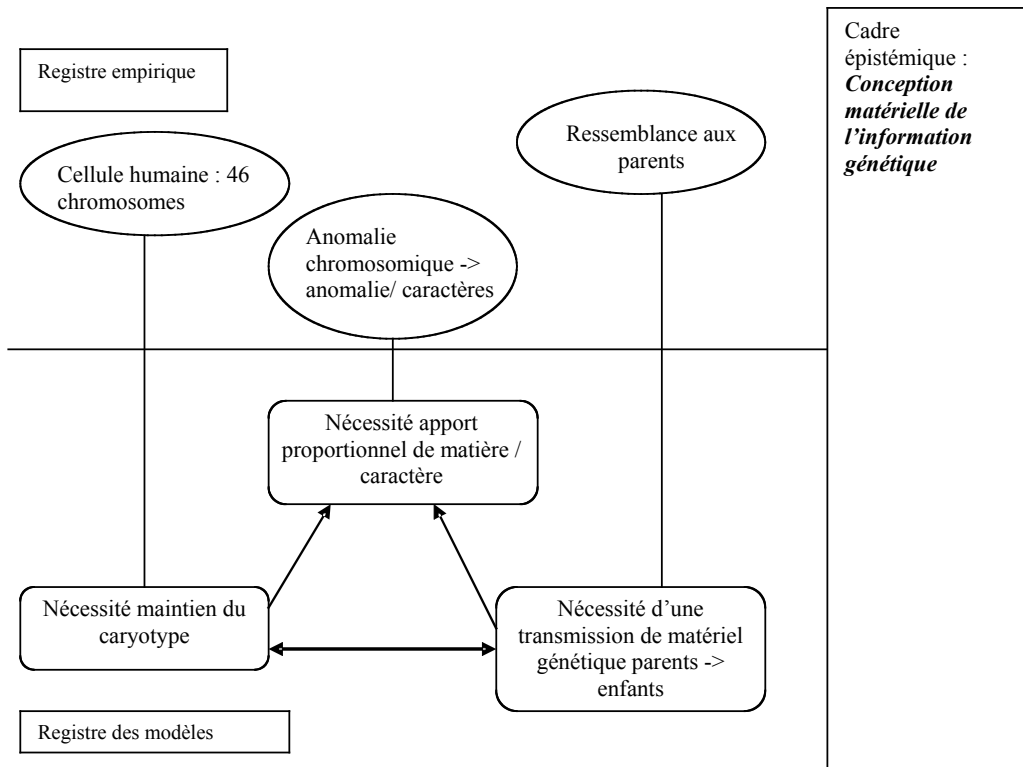 Registre empirique
Cellule humaine : 46
chromosomes
Anomalie
chromosomique ->
anomalie/ caractères
Ressemblance aux
parents
Cadre
épistémique :
Conception
matérielle de
l’information
génétique
Nécessité apport
proportionnel de matière /
caractère
Nécessité maintien du
caryotype
Nécessité d’une
transmission de matériel
génétique parents ->
enfants
Registre des modèles